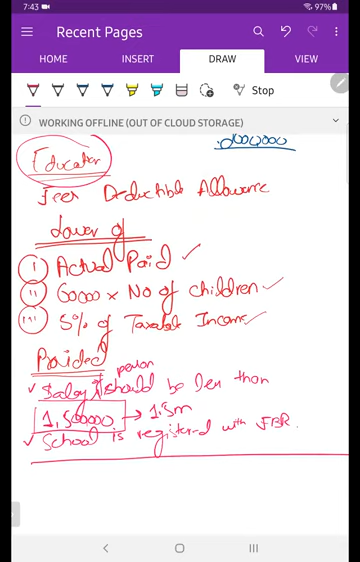 7:43
97%
Recent Pages
HOME INSERT DRAW VIEW
Stop
WORKING OFFLINE (OUT OF CLOUD STORAGE)
Education
Fees Deductible Allowance
Lower of
I Actual Paid ✓
II 60000 × No of children ✓
III 5% of Taxable Income ✓
Provided
person
✓ Salary of should be less than
1,500000 → 1.5m
✓ School is registered with FBR.